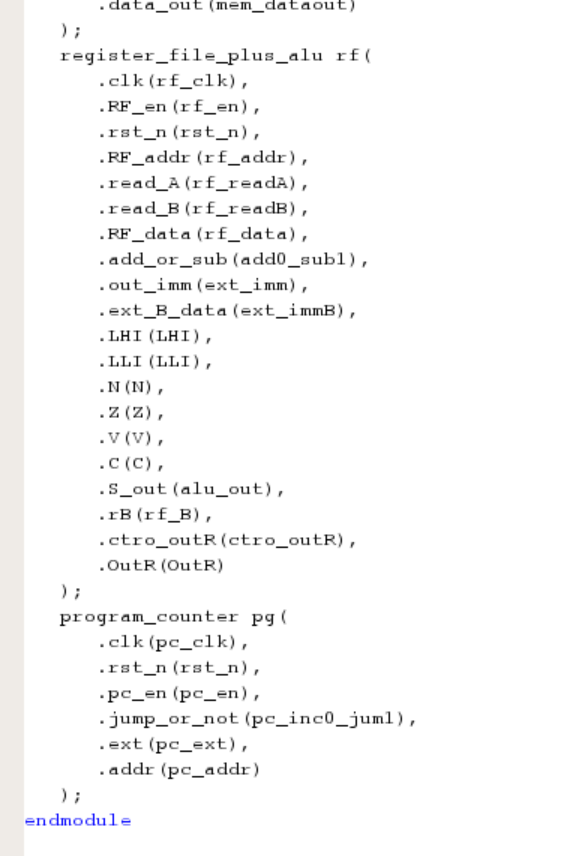 .data_out(mem_dataout)
);
register_file_plus_alu rf(
.clk(rf_clk),
.RF_en(rf_en),
.rst_n(rst_n),
.RF_addr(rf_addr),
.read_A(rf_readA),
.read_B(rf_readB),
.RF_data(rf_data),
.add_or_sub(add0_sub1),
.out_imm(ext_imm),
.ext_B_data(ext_immB),
.LHI(LHI),
.LLI(LLI),
.N(N),
.Z(Z),
.V(V),
.C(C),
.S_out(alu_out),
.rB(rf_B),
.ctro_outR(ctro_outR),
.OutR(OutR)
);
program_counter pg(
.clk(pc_clk),
.rst_n(rst_n),
.pc_en(pc_en),
.jump_or_not(pc_inc0_jum1),
.ext(pc_ext),
.addr(pc_addr)
);
endmodule